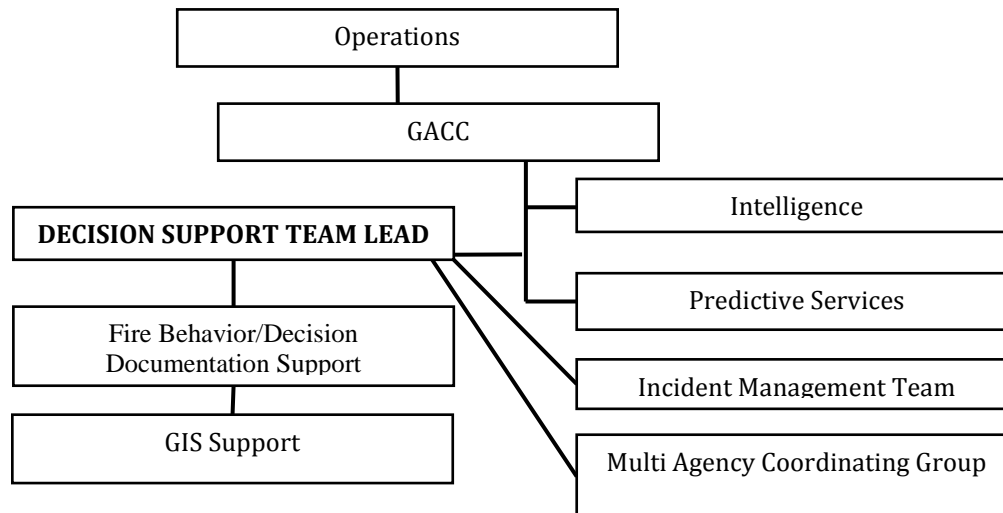 Operations
GACC
Intelligence
DECISION SUPPORT TEAM LEAD
Predictive Services
Fire Behavior/Decision
Documentation Support
Incident Management Team
GIS Support
Multi Agency Coordinating Group